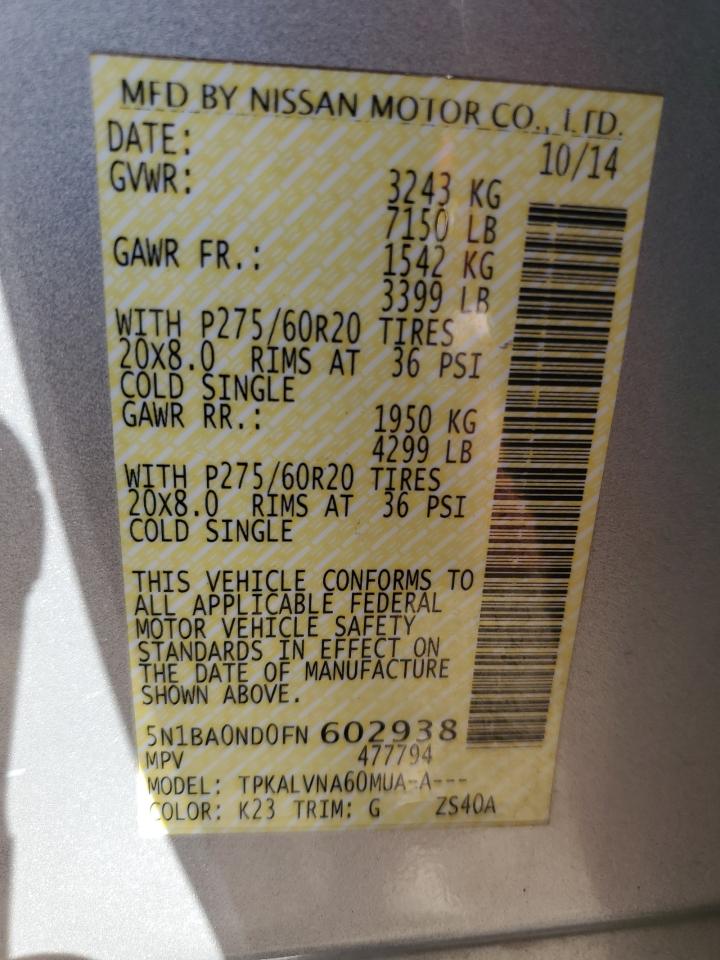 MFD BY NISSAN MOTOR CO., LTD.
DATE: 10/14
GVWR: 3243 KG
7150 LB
GAWR FR.: 1542 KG
3399 LB
WITH P275/60R20 TIRES
20X8.0 RIMS AT 36 PSI
COLD SINGLE
GAWR RR.: 1950 KG
4299 LB
WITH P275/60R20 TIRES
20X8.0 RIMS AT 36 PSI
COLD SINGLE
THIS VEHICLE CONFORMS TO
ALL APPLICABLE FEDERAL
MOTOR VEHICLE SAFETY
STANDARDS IN EFFECT ON
THE DATE OF MANUFACTURE
SHOWN ABOVE.
5N1BA0ND0FN 602938
MPV 477794
MODEL: TPKALVNA60MUA-A---
COLOR: K23 TRIM: G ZS40A